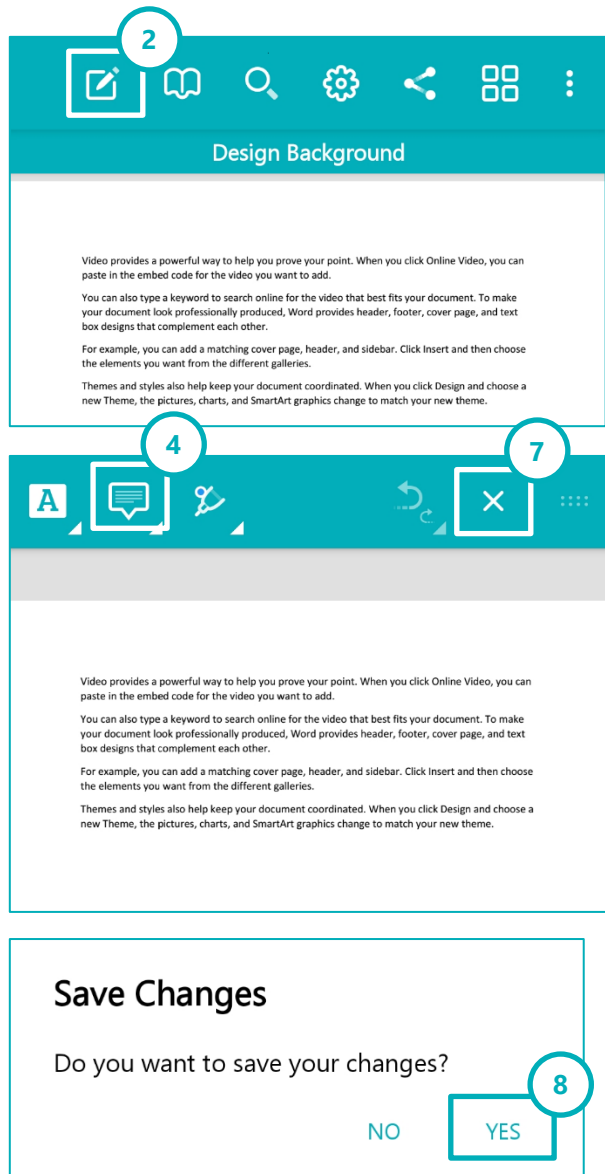 2
Design Background
Video provides a powerful way to help you prove your point. When you click Online Video, you can
paste in the embed code for the video you want to add.
You can also type a keyword to search online for the video that best fits your document. To make
your document look professionally produced, Word provides header, footer, cover page, and text
box designs that complement each other.
For example, you can add a matching cover page, header, and sidebar. Click Insert and then choose
the elements you want from the different galleries.
Themes and styles also help keep your document coordinated. When you click Design and choose a
new Theme, the pictures, charts, and SmartArt graphics change to match your new theme.
4
7
A
Video provides a powerful way to help you prove your point. When you click Online Video, you can
paste in the embed code for the video you want to add.
You can also type a keyword to search online for the video that best fits your document. To make
your document look professionally produced, Word provides header, footer, cover page, and text
box designs that complement each other.
For example, you can add a matching cover page, header, and sidebar. Click Insert and then choose
the elements you want from the different galleries.
Themes and styles also help keep your document coordinated. When you click Design and choose a
new Theme, the pictures, charts, and SmartArt graphics change to match your new theme.
Save Changes
Do you want to save your changes?
8
NO YES